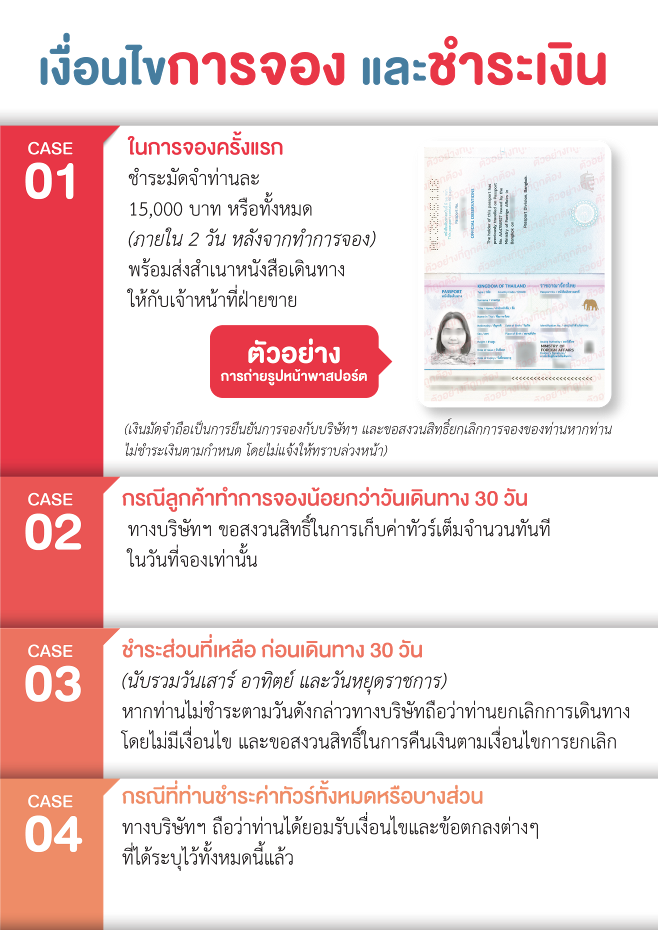 เงื่อนไขการจอง และชำระเงิน
CASE
01
ในการจองครั้งแรก
ชำระมัดจำท่านละ
15,000 บาท หรือทั้งหมด
(ภายใน 2 วัน หลังจากทำการจอง)
พร้อมส่งสำเนาหนังสือเดินทาง
ให้กับเจ้าหน้าที่ฝ่ายขาย
ตัวอย่าง
การถ่ายรูปหน้าพาสปอร์ต
OFFICIAL OBSERVATIONS
PASSPORT
KINGDOM OF THAILAND
ราชอาณาจักรไทย
MINISTRY OF
FOREIGN AFFAIRS
(เงินมัดจำถือเป็นการยืนยันการจองกับบริษัทฯ และขอสงวนสิทธิ์ยกเลิกการจองของท่านหากท่าน
ไม่ชำระเงินตามกำหนด โดยไม่แจ้งให้ทราบล่วงหน้า)
CASE
02
กรณีลูกค้าทำการจองน้อยกว่าวันเดินทาง 30 วัน
ทางบริษัทฯ ขอสงวนสิทธิ์ในการเก็บค่าทัวร์เต็มจำนวนทันที
ในวันที่จองเท่านั้น
CASE
03
ชำระส่วนที่เหลือ ก่อนเดินทาง 30 วัน
(นับรวมวันเสาร์ อาทิตย์ และวันหยุดราชการ)
หากท่านไม่ชำระตามวันดังกล่าวทางบริษัทถือว่าท่านยกเลิกการเดินทาง
โดยไม่มีเงื่อนไข และขอสงวนสิทธิ์ในการคืนเงินตามเงื่อนไขการยกเลิก
CASE
04
กรณีที่ท่านชำระค่าทัวร์ทั้งหมดหรือบางส่วน
ทางบริษัทฯ ถือว่าท่านได้ยอมรับเงื่อนไขและข้อตกลงต่างๆ
ที่ได้ระบุไว้ทั้งหมดนี้แล้ว